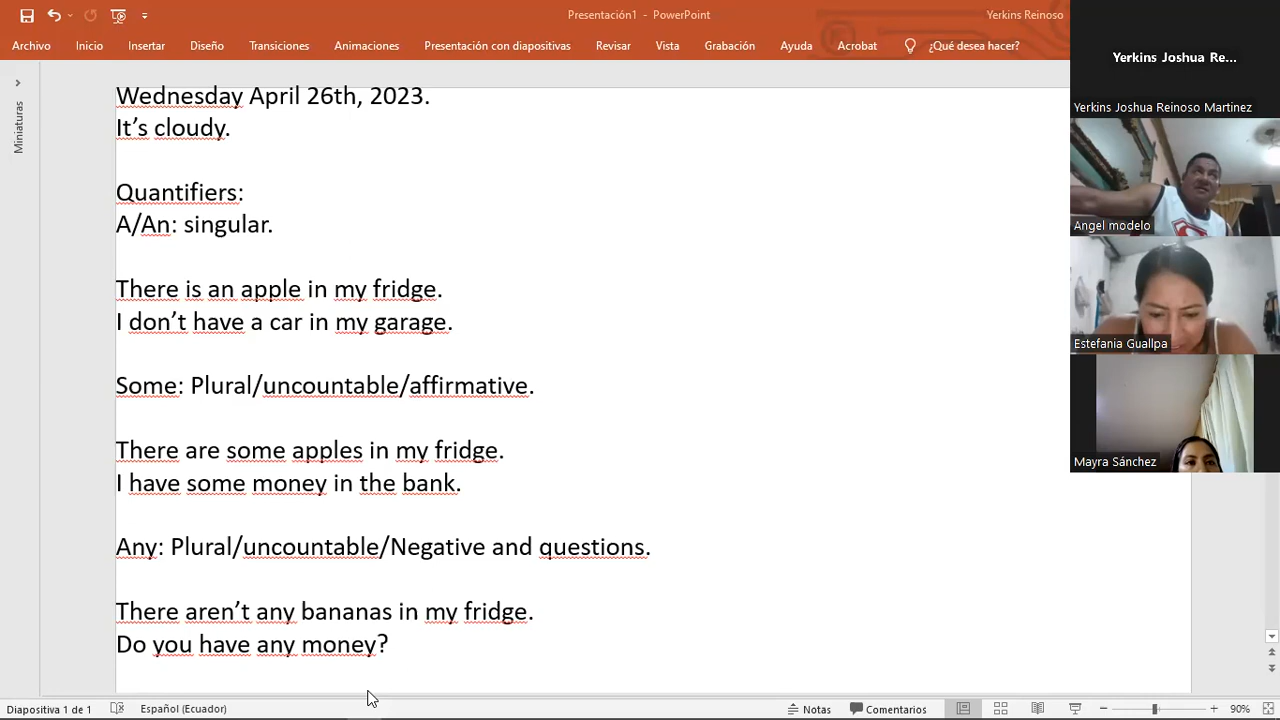 Presentación1 - PowerPoint
Yerkins Reinoso
Archivo Inicio Insertar Diseño Transiciones Animaciones Presentación con diapositivas Revisar Vista Grabación Ayuda Acrobat ¿Qué desea hacer?
Miniaturas
Wednesday April 26th, 2023.
It’s cloudy.
Quantifiers:
A/An: singular.
There is an apple in my fridge.
I don’t have a car in my garage.
Some: Plural/uncountable/affirmative.
There are some apples in my fridge.
I have some money in the bank.
Any: Plural/uncountable/Negative and questions.
There aren’t any bananas in my fridge.
Do you have any money?
Yerkins Joshua Re...
Yerkins Joshua Reinoso Martínez
Angel modelo
Estefania Guallpa
Mayra Sánchez
Diapositiva 1 de 1 Español (Ecuador) Notas Comentarios 90%